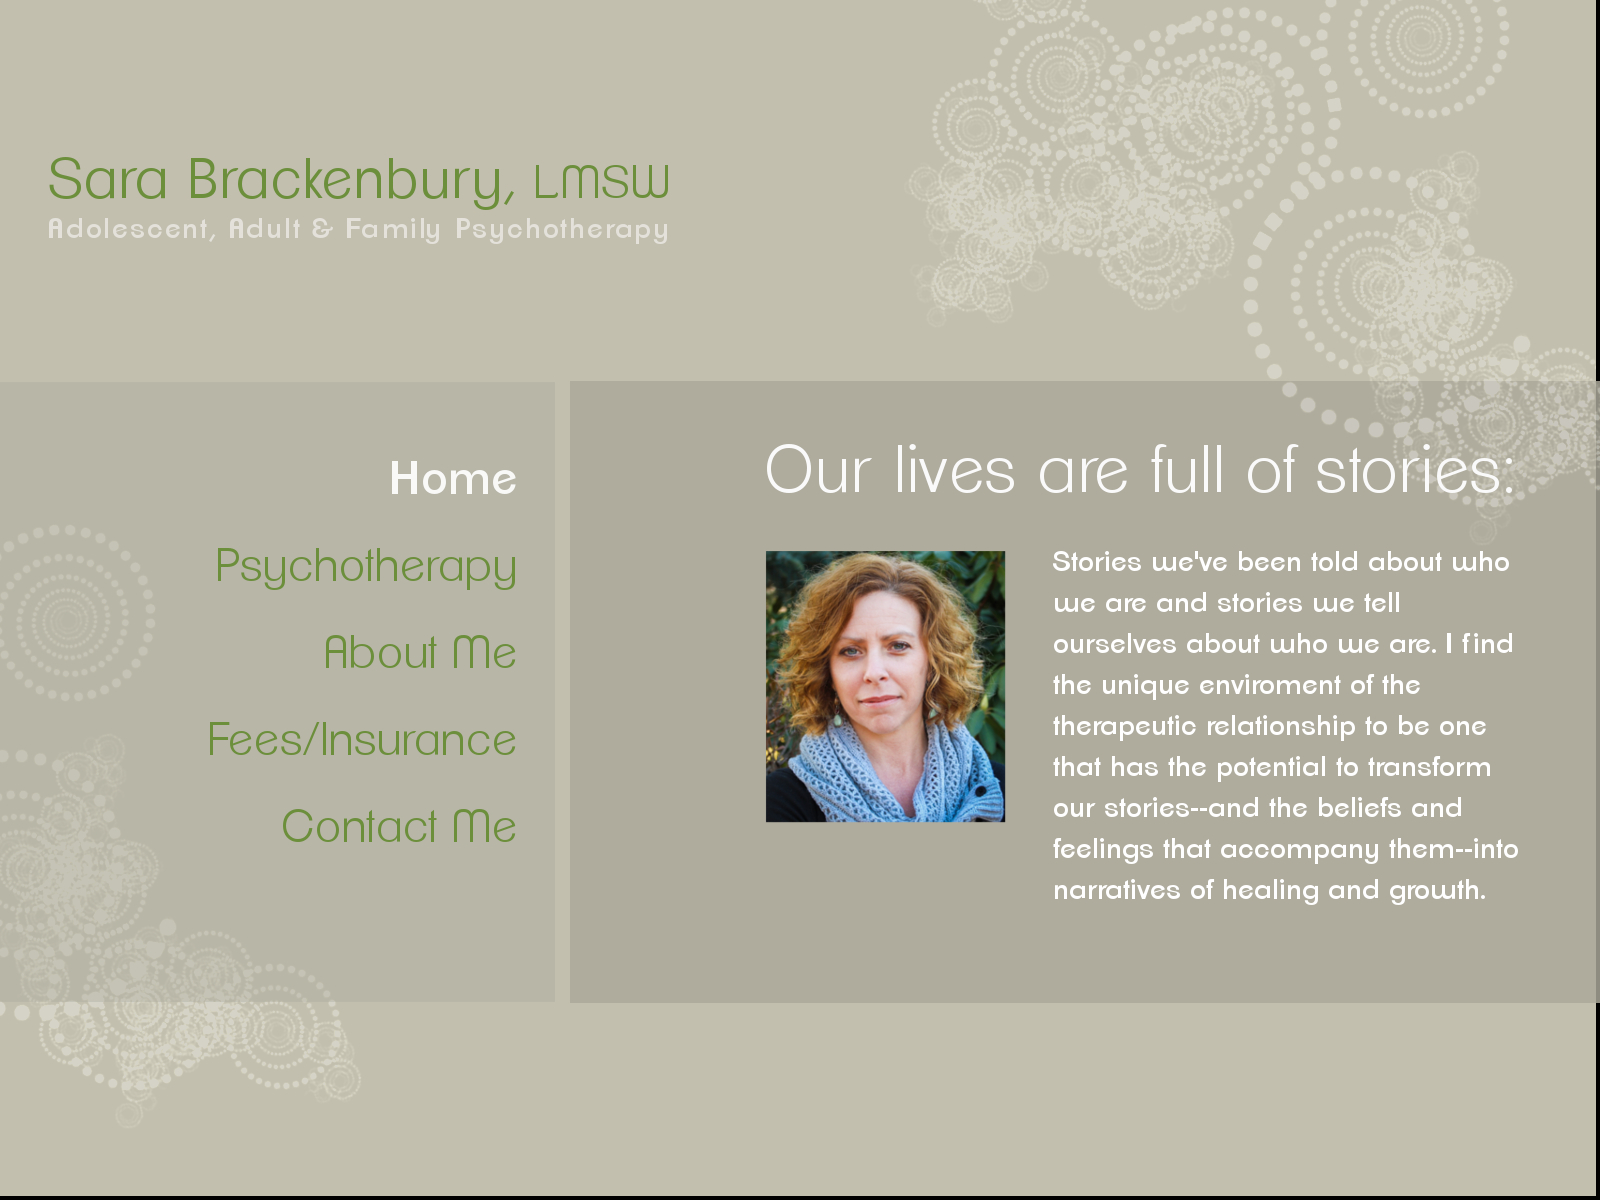 Sara Brackenbury, LMSW
Adolescent, Adult & Family Psychotherapy
Home
Psychotherapy
About Me
Fees/Insurance
Contact Me
Our lives are full of stories:
Stories we've been told about who
we are and stories we tell
ourselves about who we are. I find
the unique enviroment of the
therapeutic relationship to be one
that has the potential to transform
our stories--and the beliefs and
feelings that accompany them--into
narratives of healing and growth.